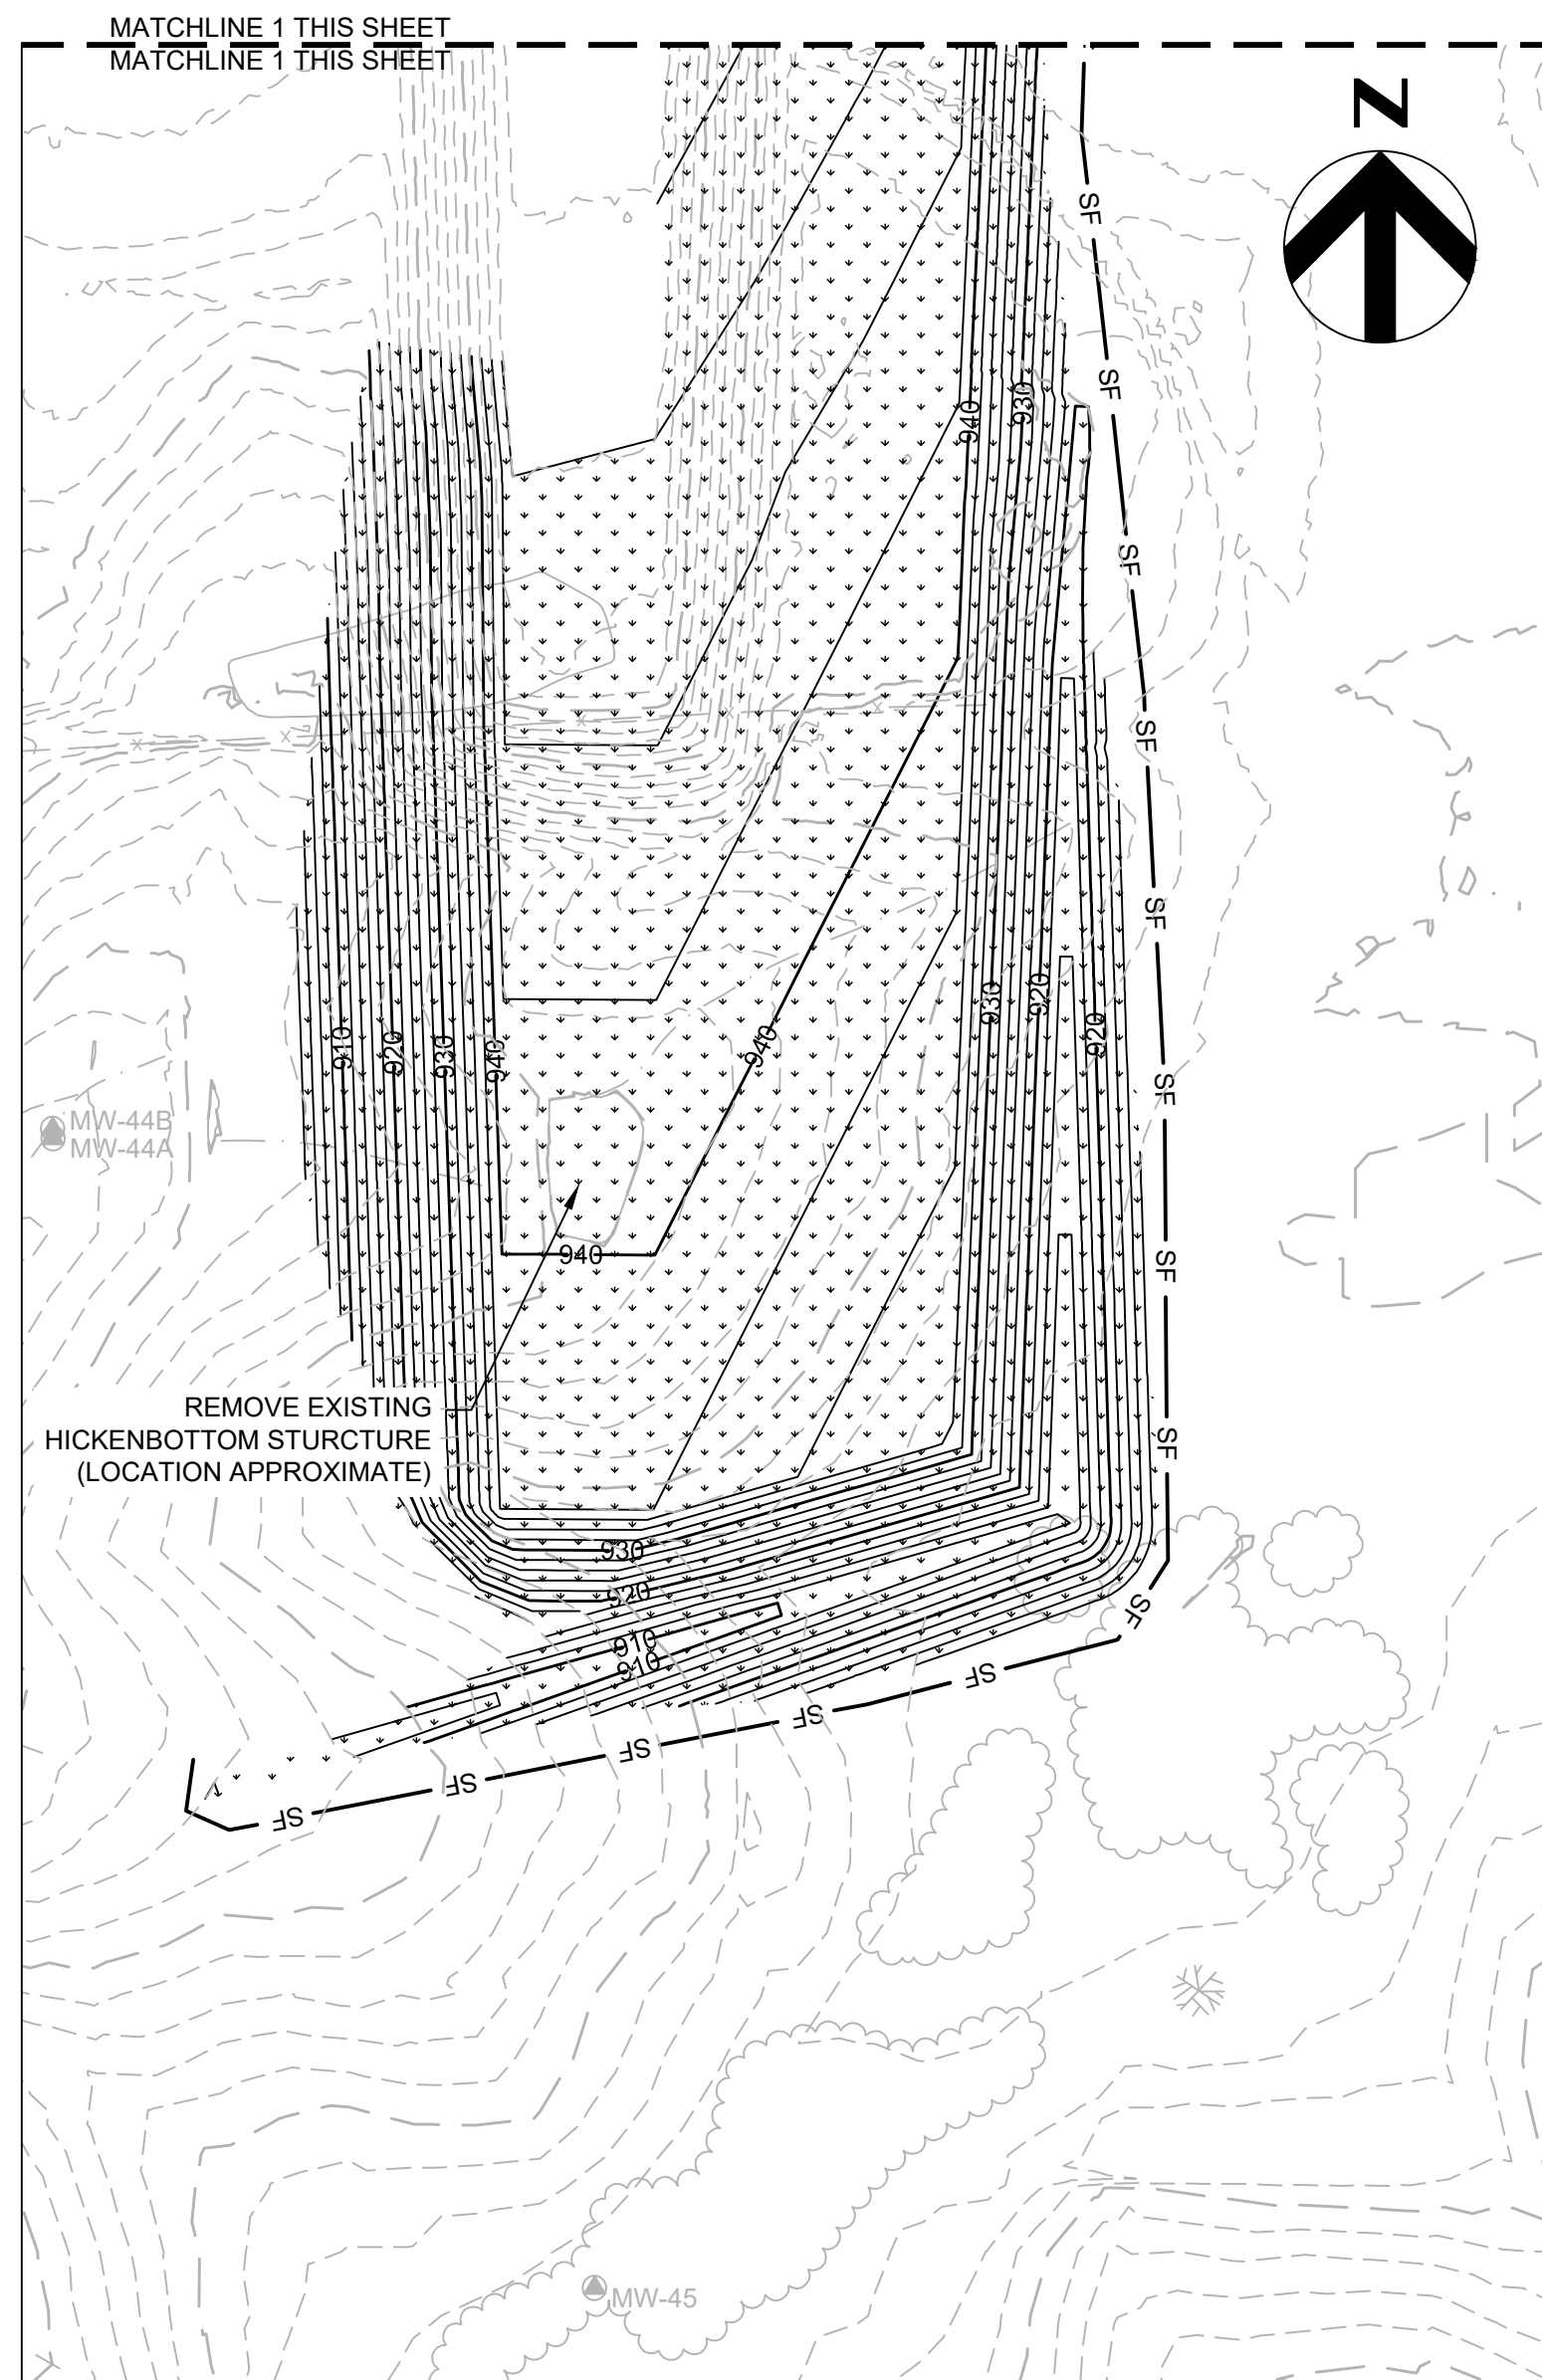 MATCHLINE 1 THIS SHEET
MATCHLINE 1 THIS SHEET
N
SF
SF
940
930
SF
SF
SF
930
920
920
910
920
930
940
940
SF
MW-44B
MW-44A
940
SF
REMOVE EXISTING
HICKENBOTTOM STURCTURE
(LOCATION APPROXIMATE)
SF
930
920
910
910
SF
SF
SF
SF
SF
SF
MW-45